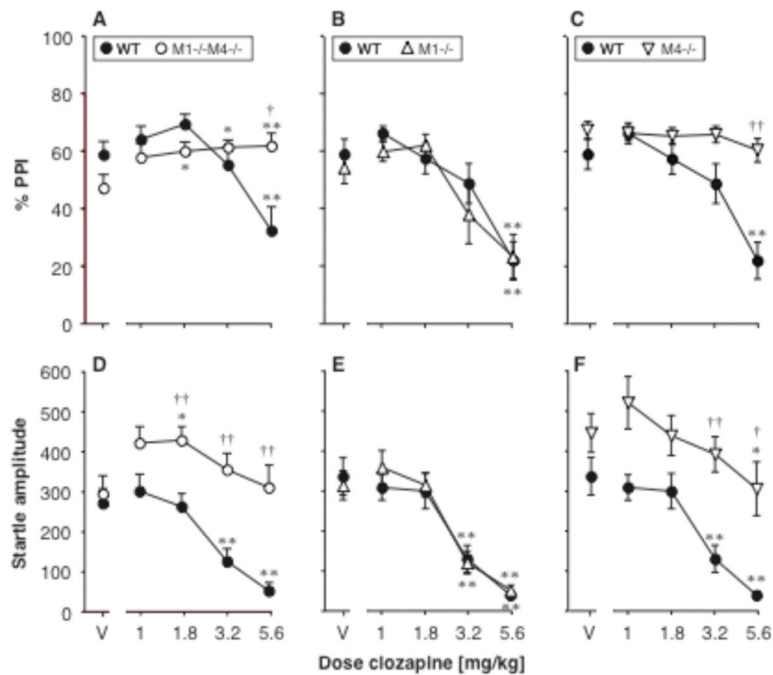 A B C
WT M1-/-M4-/- WT M1-/- WT M4-/-
% PPI
100
80
60
40
20
0
* ** † * **
** **
†† **
D E F
Startle amplitude
600
500
400
300
200
100
0
†† * †† †† ** **
** ** ** **
†† † * ** **
V 1 1.8 3.2 5.6 V 1 1.8 3.2 5.6 V 1 1.8 3.2 5.6
Dose clozapine [mg/kg]